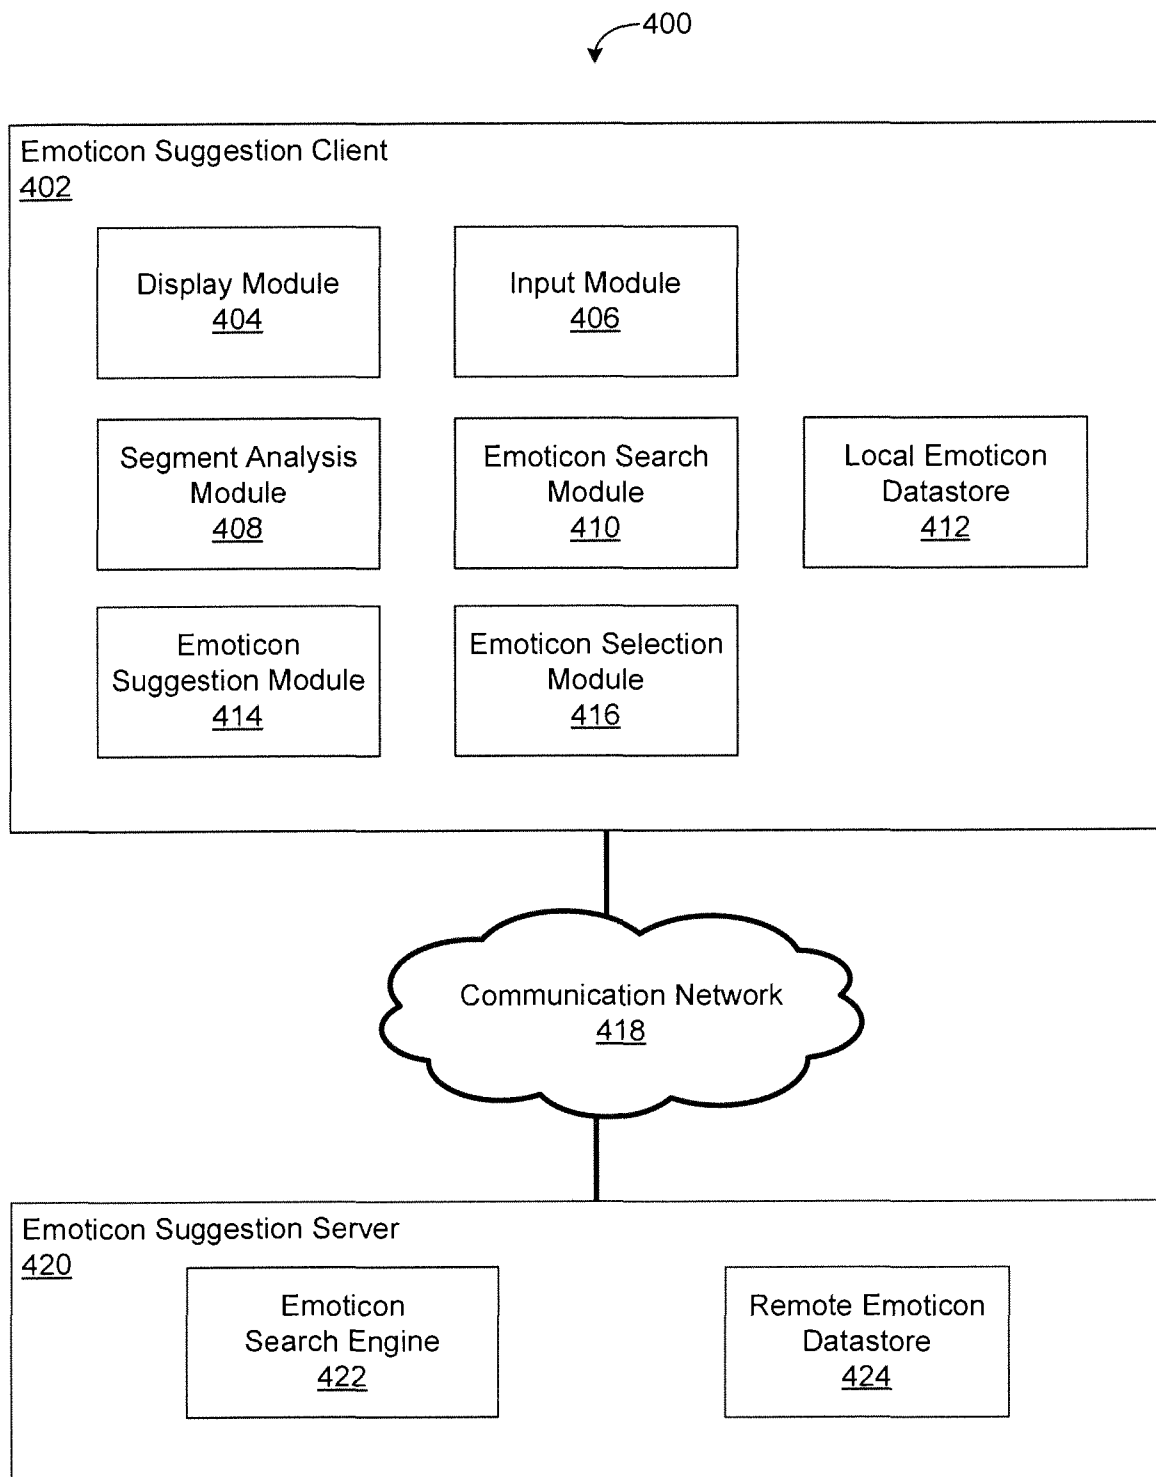 400
Emoticon Suggestion Client
402
Display Module
404
Input Module
406
Segment Analysis
Module
408
Emoticon Search
Module
410
Local Emoticon
Datastore
412
Emoticon
Suggestion Module
414
Emoticon Selection
Module
416
Communication Network
418
Emoticon Suggestion Server
420
Emoticon
Search Engine
422
Remote Emoticon
Datastore
424